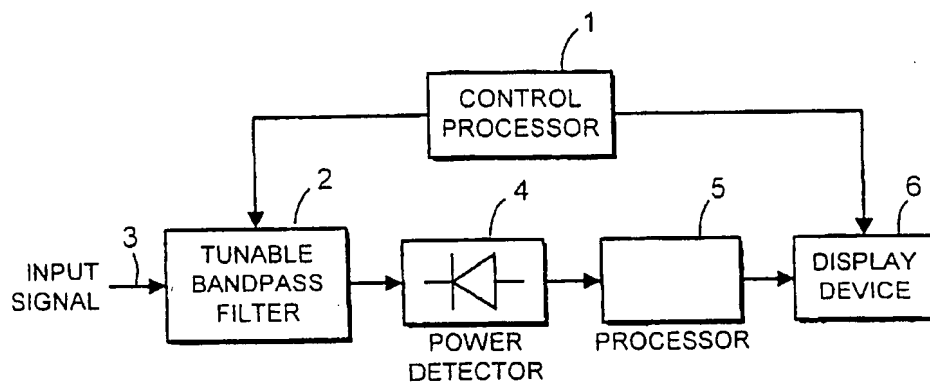 1
CONTROL
PROCESSOR
2
4
5
6
3
INPUT
SIGNAL
TUNABLE
BANDPASS
FILTER
DISPLAY
DEVICE
POWER
DETECTOR
PROCESSOR